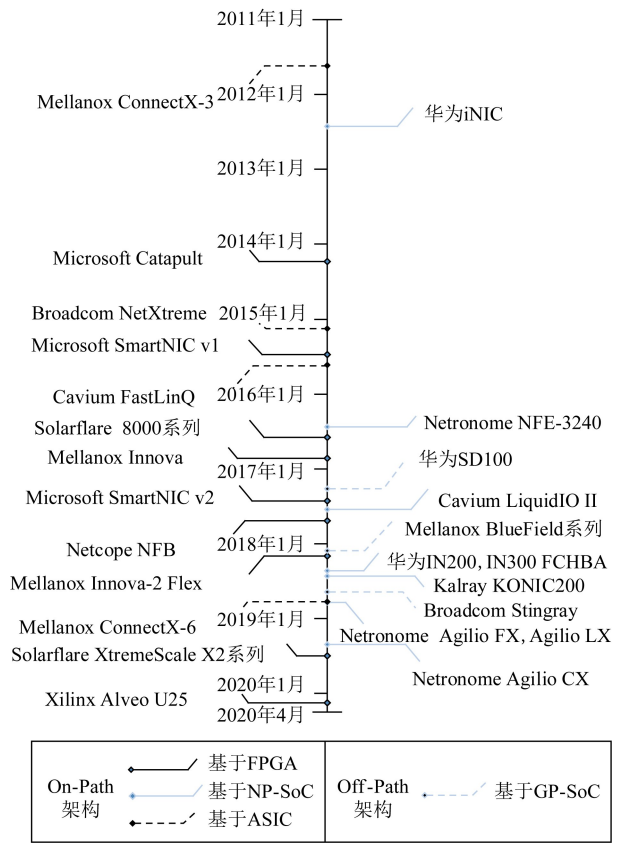 2011年1月
Mellanox ConnectX-3
2012年1月
华为iNIC
2013年1月
2014年1月
Microsoft Catapult
Broadcom NetXtreme
2015年1月
Microsoft SmartNIC v1
2016年1月
Cavium FastLinQ
Solarflare 8000系列
Netronome NFE-3240
Mellanox Innova
华为SD100
2017年1月
Microsoft SmartNIC v2
Cavium LiquidIO II
Mellanox BlueField系列
2018年1月
Netcope NFB
华为IN200, IN300 FCHBA
Mellanox Innova-2 Flex
Kalray KONIC200
Broadcom Stingray
2019年1月
Mellanox ConnectX-6
Netronome Agilio FX, Agilio LX
Solarflare XtremeScale X2系列
Netronome Agilio CX
2020年1月
Xilinx Alveo U25
2020年4月
On-Path
架构
基于FPGA
基于NP-SoC
基于ASIC
Off-Path
架构
基于GP-SoC